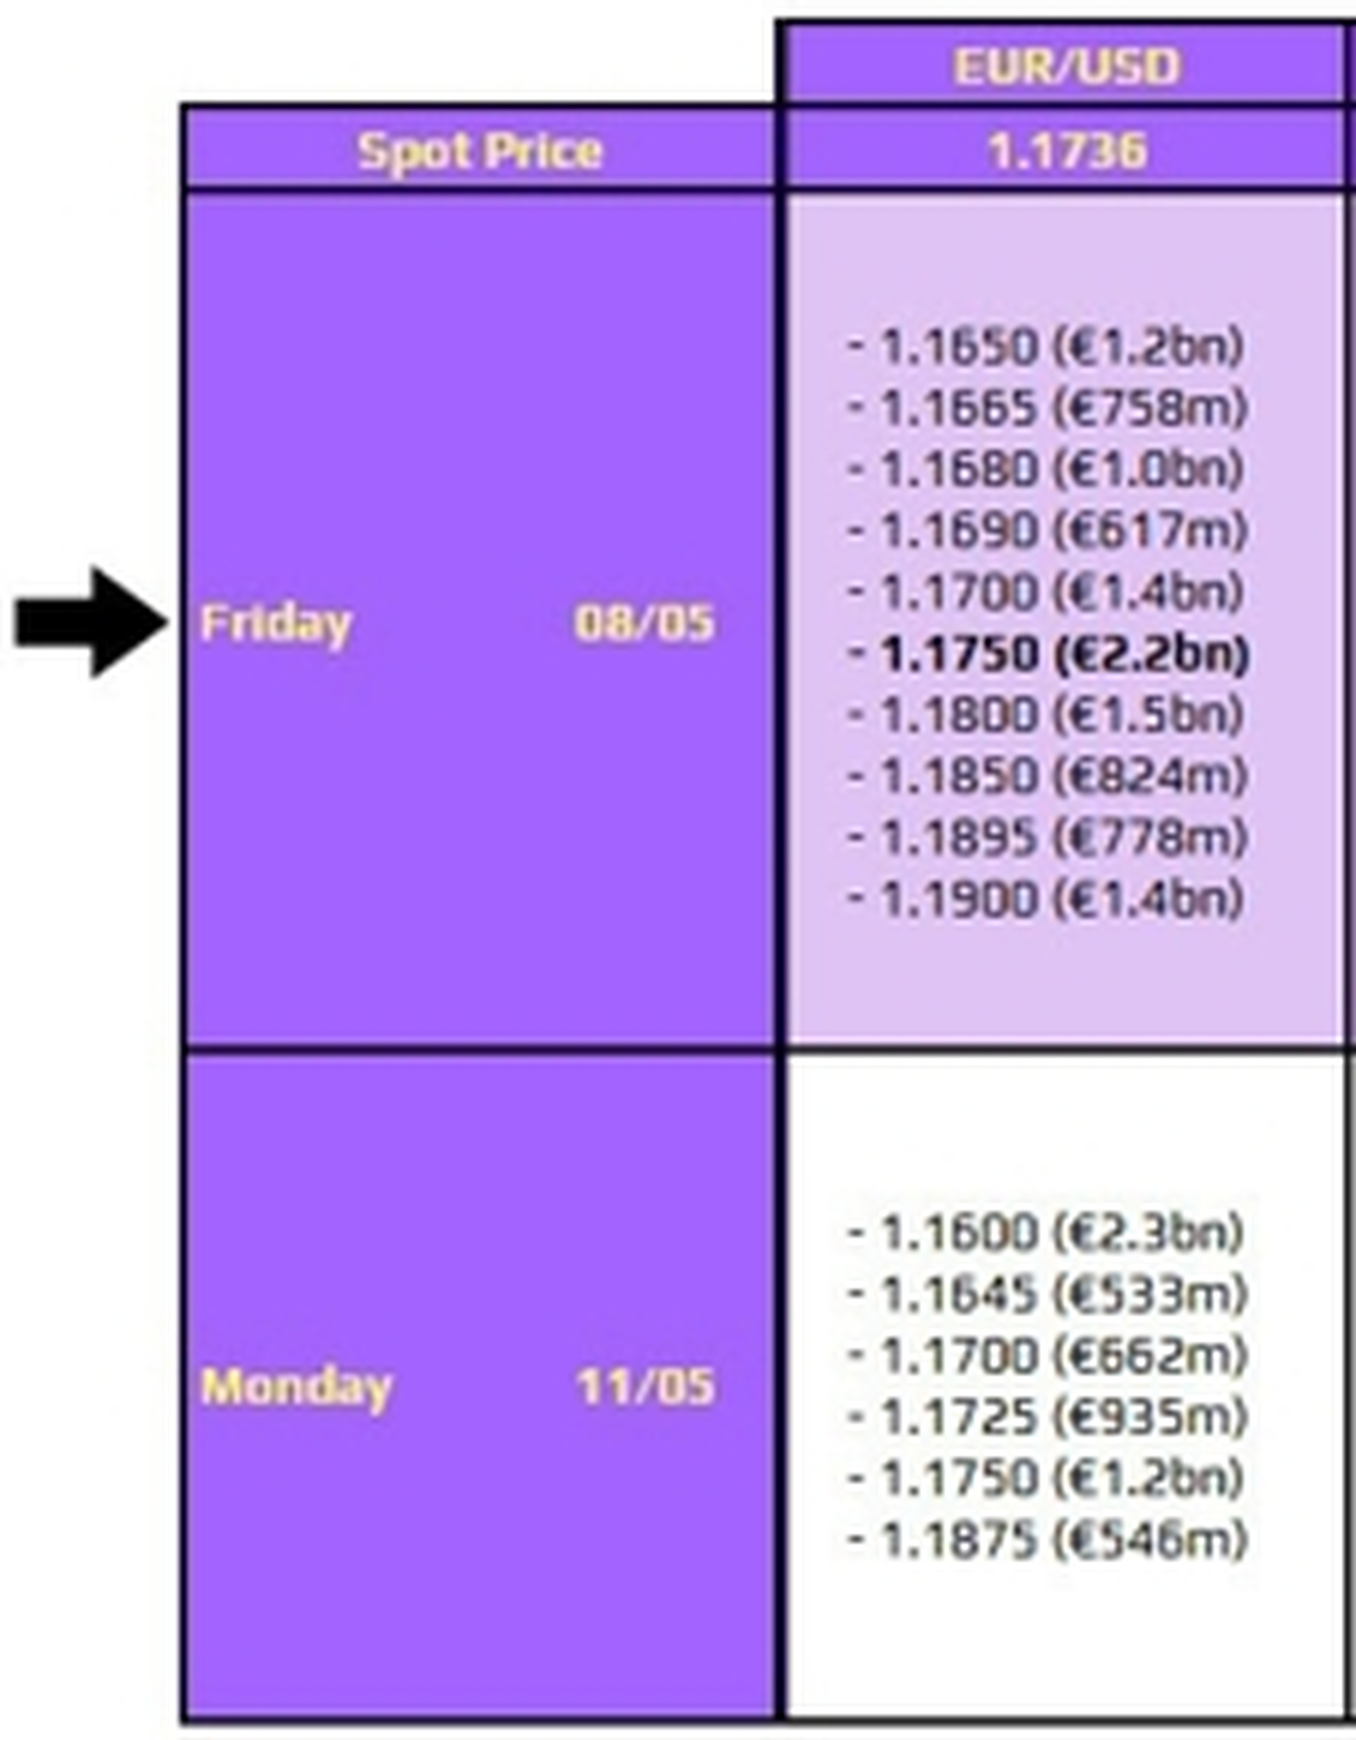 EUR/USD
Spot Price 1.1736
Friday 08/05
- 1.1650 (€1.2bn)
- 1.1665 (€758m)
- 1.1680 (€1.0bn)
- 1.1690 (€617m)
- 1.1700 (€1.4bn)
- 1.1750 (€2.2bn)
- 1.1800 (€1.5bn)
- 1.1850 (€824m)
- 1.1895 (€778m)
- 1.1900 (€1.4bn)
Monday 11/05
- 1.1600 (€2.3bn)
- 1.1645 (€533m)
- 1.1700 (€662m)
- 1.1725 (€935m)
- 1.1750 (€1.2bn)
- 1.1875 (€546m)